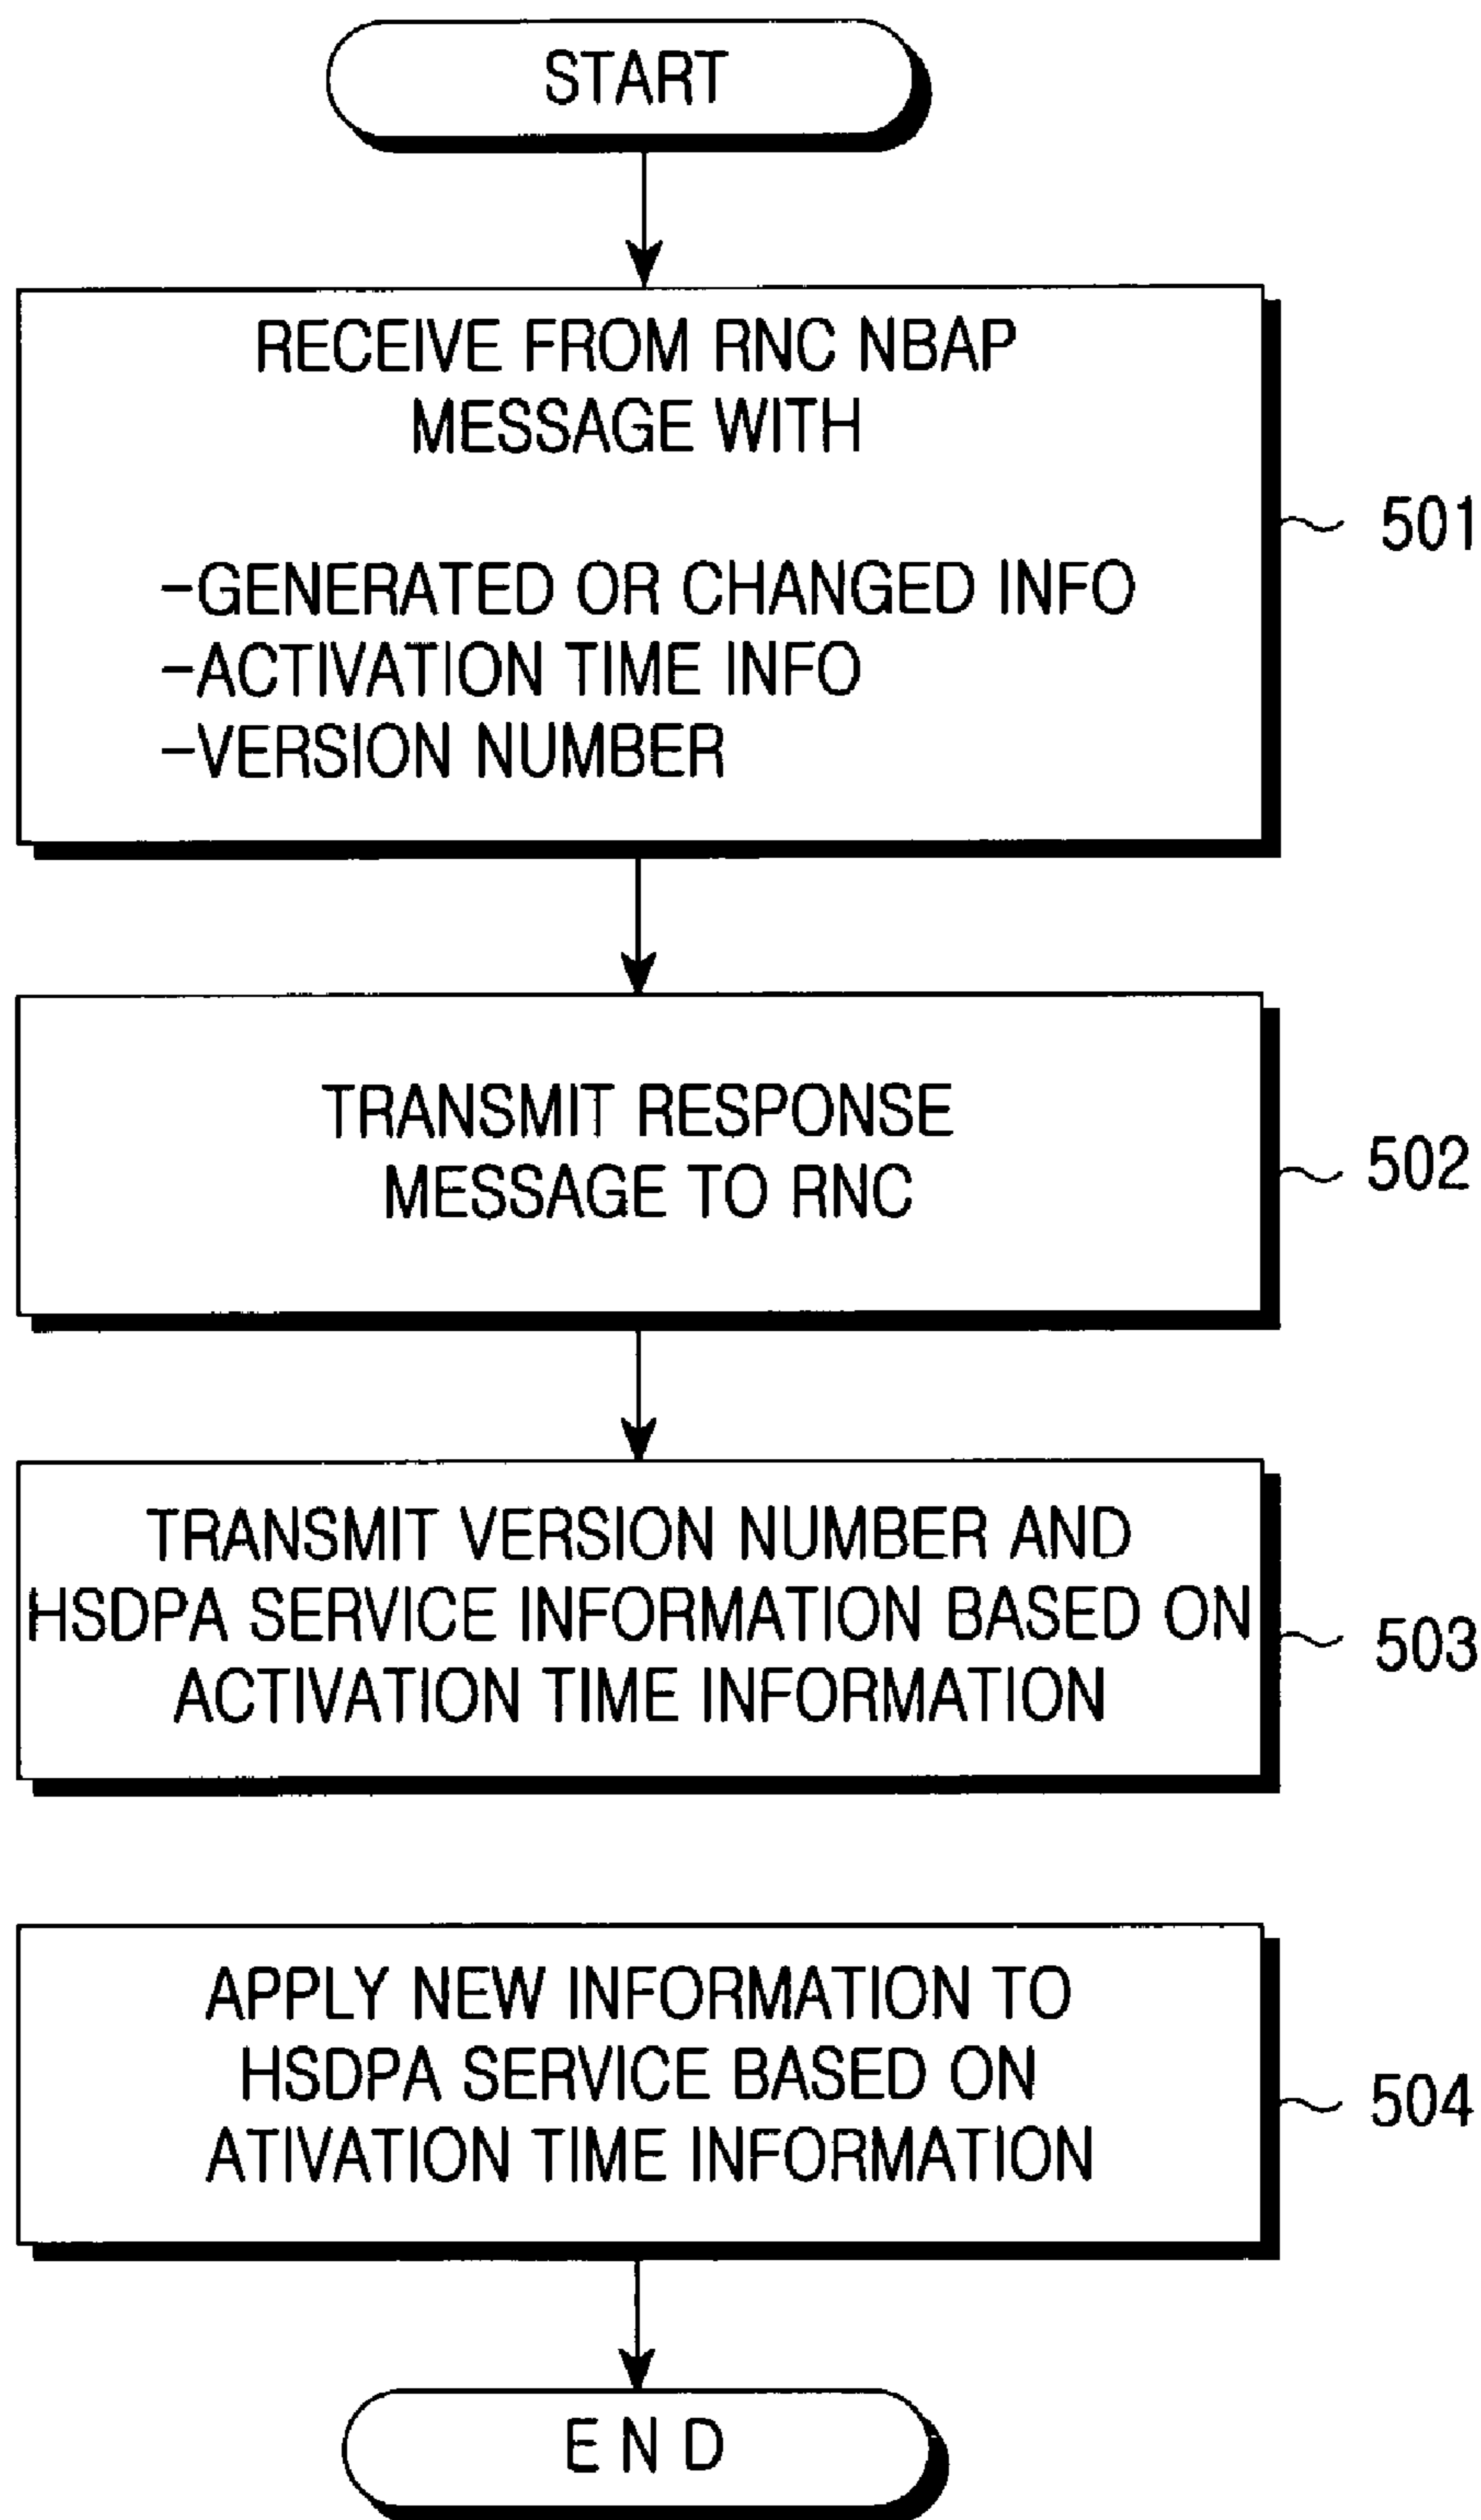 START
RECEIVE FROM RNC NBAP
MESSAGE WITH
-GENERATED OR CHANGED INFO
-ACTIVATION TIME INFO
-VERSION NUMBER
501
TRANSMIT RESPONSE
MESSAGE TO RNC
502
TRANSMIT VERSION NUMBER AND
HSDPA SERVICE INFORMATION BASED ON
ACTIVATION TIME INFORMATION
503
APPLY NEW INFORMATION TO
HSDPA SERVICE BASED ON
ATIVATION TIME INFORMATION
504
END